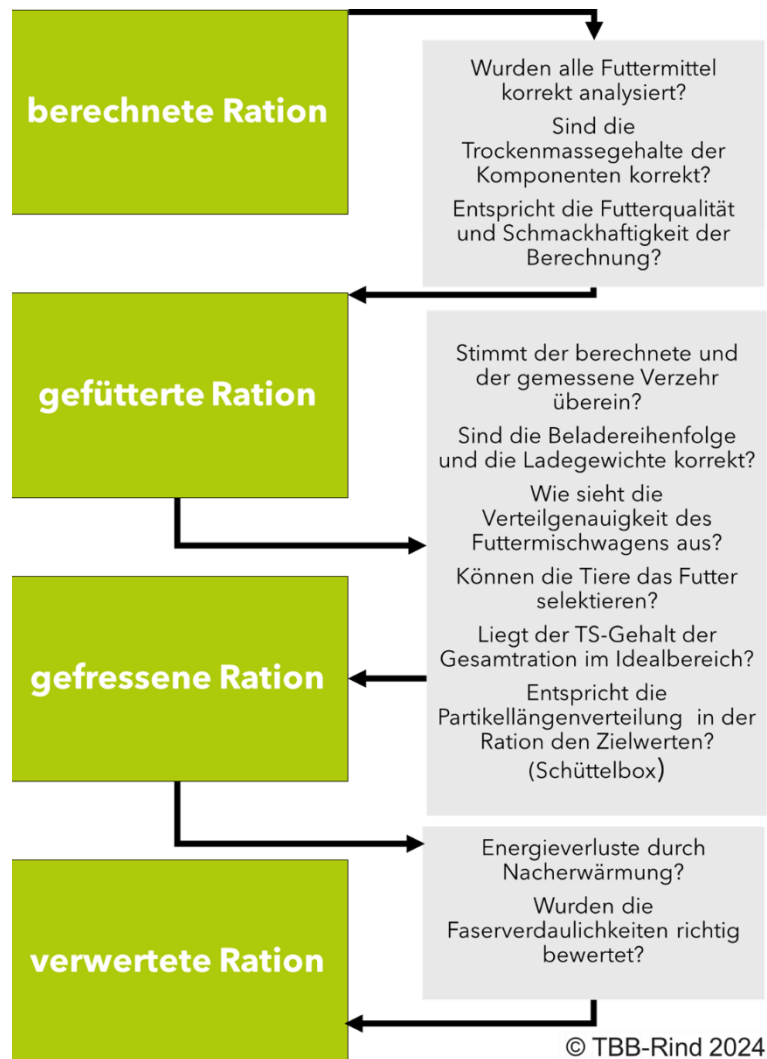 berechnete Ration
Wurden alle Futtermittel
korrekt analysiert?
Sind die
Trockenmassegehalte der
Komponenten korrekt?
Entspricht die Futterqualität
und Schmackhaftigkeit der
Berechnung?
gefütterte Ration
Stimmt der berechnete und
der gemessene Verzehr
überein?
Sind die Beladereihenfolge
und die Ladegewichte korrekt?
Wie sieht die
Verteilgenauigkeit des
Futtermischwagens aus?
Können die Tiere das Futter
selektieren?
Liegt der TS-Gehalt der
Gesamtration im Idealbereich?
Entspricht die
Partikellängenverteilung in der
Ration den Zielwerten?
(Schüttelbox)
gefressene Ration
Energieverluste durch
Nacherwärmung?
Wurden die
Faserverdaulichkeiten richtig
bewertet?
verwertete Ration
© TBB-Rind 2024